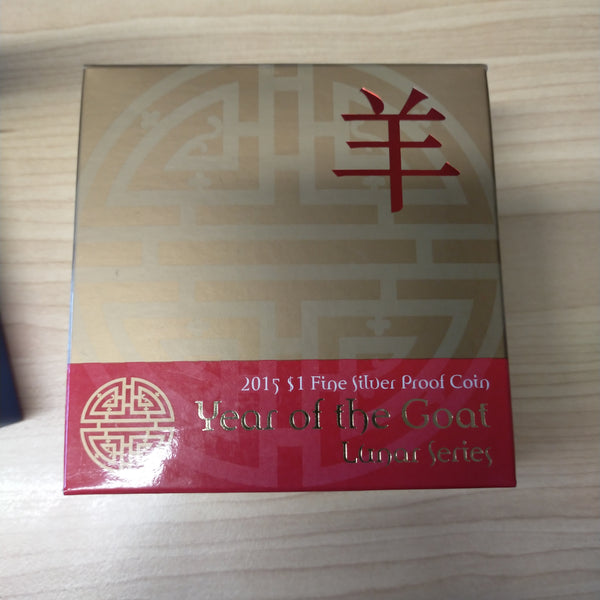 羊
2015 $1 Fine Silver Proof Coin
Year of the Goat
Lunar Series